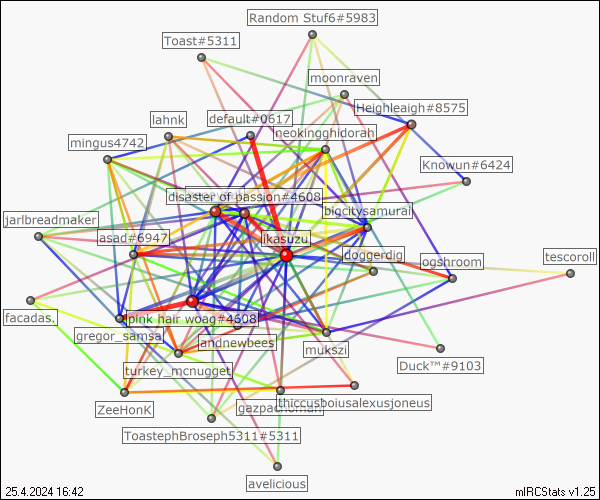 Random Stuf6#5983
Toast#5311
moonraven
Heighleaigh#8575
default#0617
lahnk
neokingghidorah
mingus4742
Knowun#6424
disaster of passion#4608
bigcitysamurai
jarlbreadmaker
asad#6947
ikasuzu
doggerdig
ogshroom
tescoroll
facadas.
pink hair woag#4608
gregor_samsa
andnewbees
mukszi
Duck™#9103
turkey_mcnugget
ZeeHonK
gazpachoman
thiccusboiusalexusjoneus
ToastephBroseph5311#5311
avelicious
25.4.2024 16:42
mIRCStats v1.25